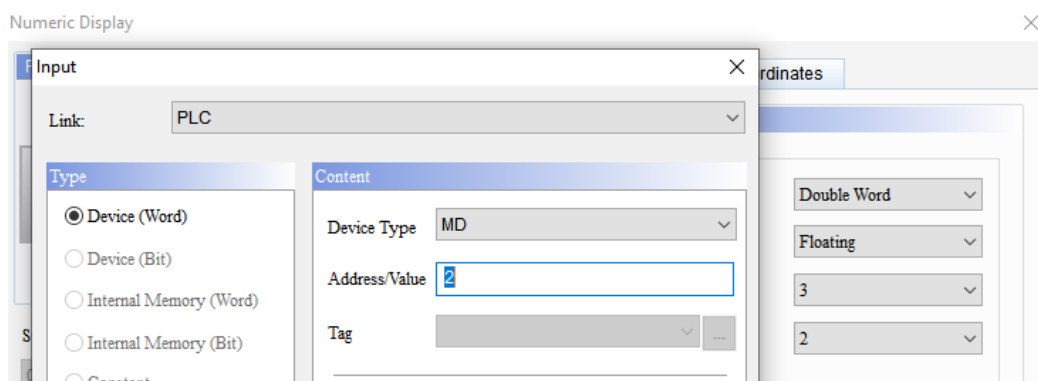 Numeric Display
Input
rdinates
Link:
PLC
Type
Content
Device (Word)
Device Type
MD
Double Word
Device (Bit)
Address/Value
2
Floating
Internal Memory (Word)
3
Internal Memory (Bit)
Tag
...
2
Constant